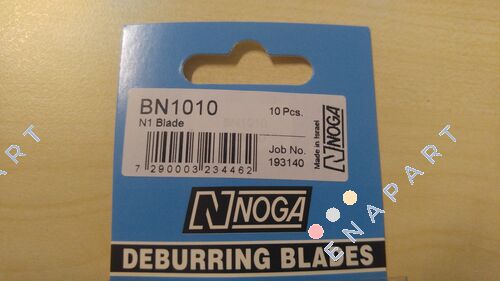 BN1010
10 Pcs.
N1 Blade
Job No.
193140
7 290003 234462
NOGA
Made in Israel
NOGA
DEBURRING BLADES
ENAPART